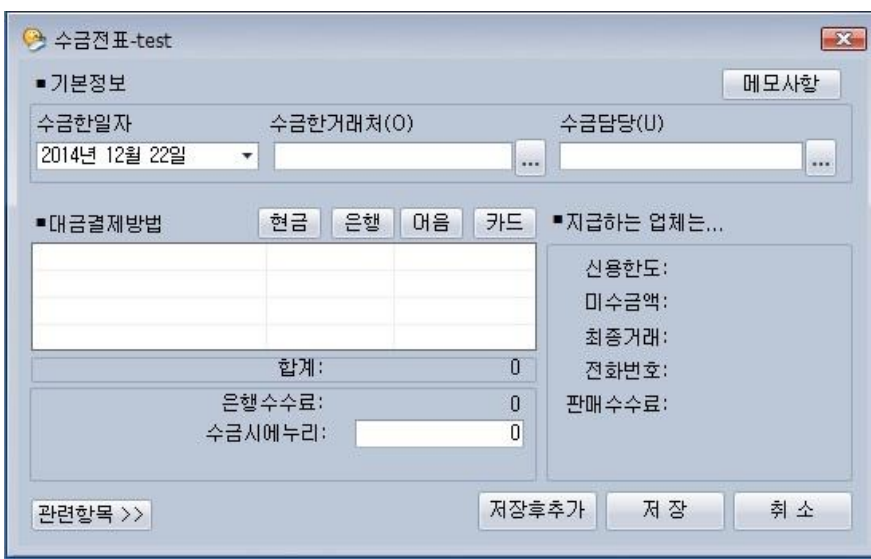 수금전표-test
■기본정보 메모사항
수금한일자 수금한거래처(O) 수금담당(U)
2014년 12월 22일 ... ...
■대금결제방법 현금 은행 어음 카드 ■지급하는 업체는...
신용한도:
미수금액:
최종거래:
합계: 0 전화번호:
은행수수료: 0 판매수수료:
수금시에누리: 0
관련항목 >> 저장후추가 저 장 취 소